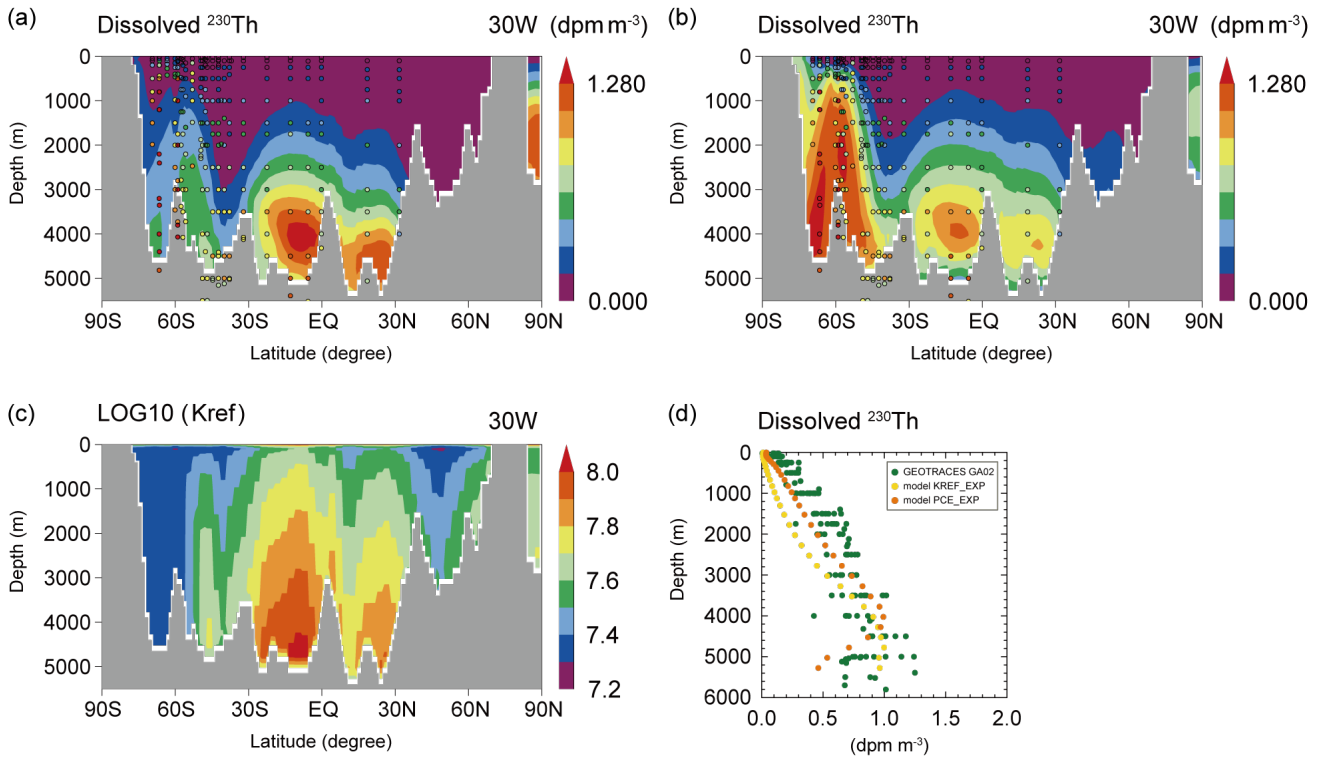 (a) Dissolved ²³⁰Th 30W (dpm m⁻³)
0
1000
2000
3000
4000
5000
Depth (m)
90S 60S 30S EQ 30N 60N 90N
Latitude (degree)
1.280
0.000
(b) Dissolved ²³⁰Th 30W (dpm m⁻³)
0
1000
2000
3000
4000
5000
Depth (m)
90S 60S 30S EQ 30N 60N 90N
Latitude (degree)
1.280
0.000
(c) LOG10 (Kref) 30W
0
1000
2000
3000
4000
5000
Depth (m)
90S 60S 30S EQ 30N 60N 90N
Latitude (degree)
8.0
7.8
7.6
7.4
7.2
(d) Dissolved ²³⁰Th
0
1000
2000
3000
4000
5000
6000
Depth (m)
GEOTRACES GA02
model KREF_EXP
model PCE_EXP
0.0 0.5 1.0 1.5 2.0
(dpm m⁻³)